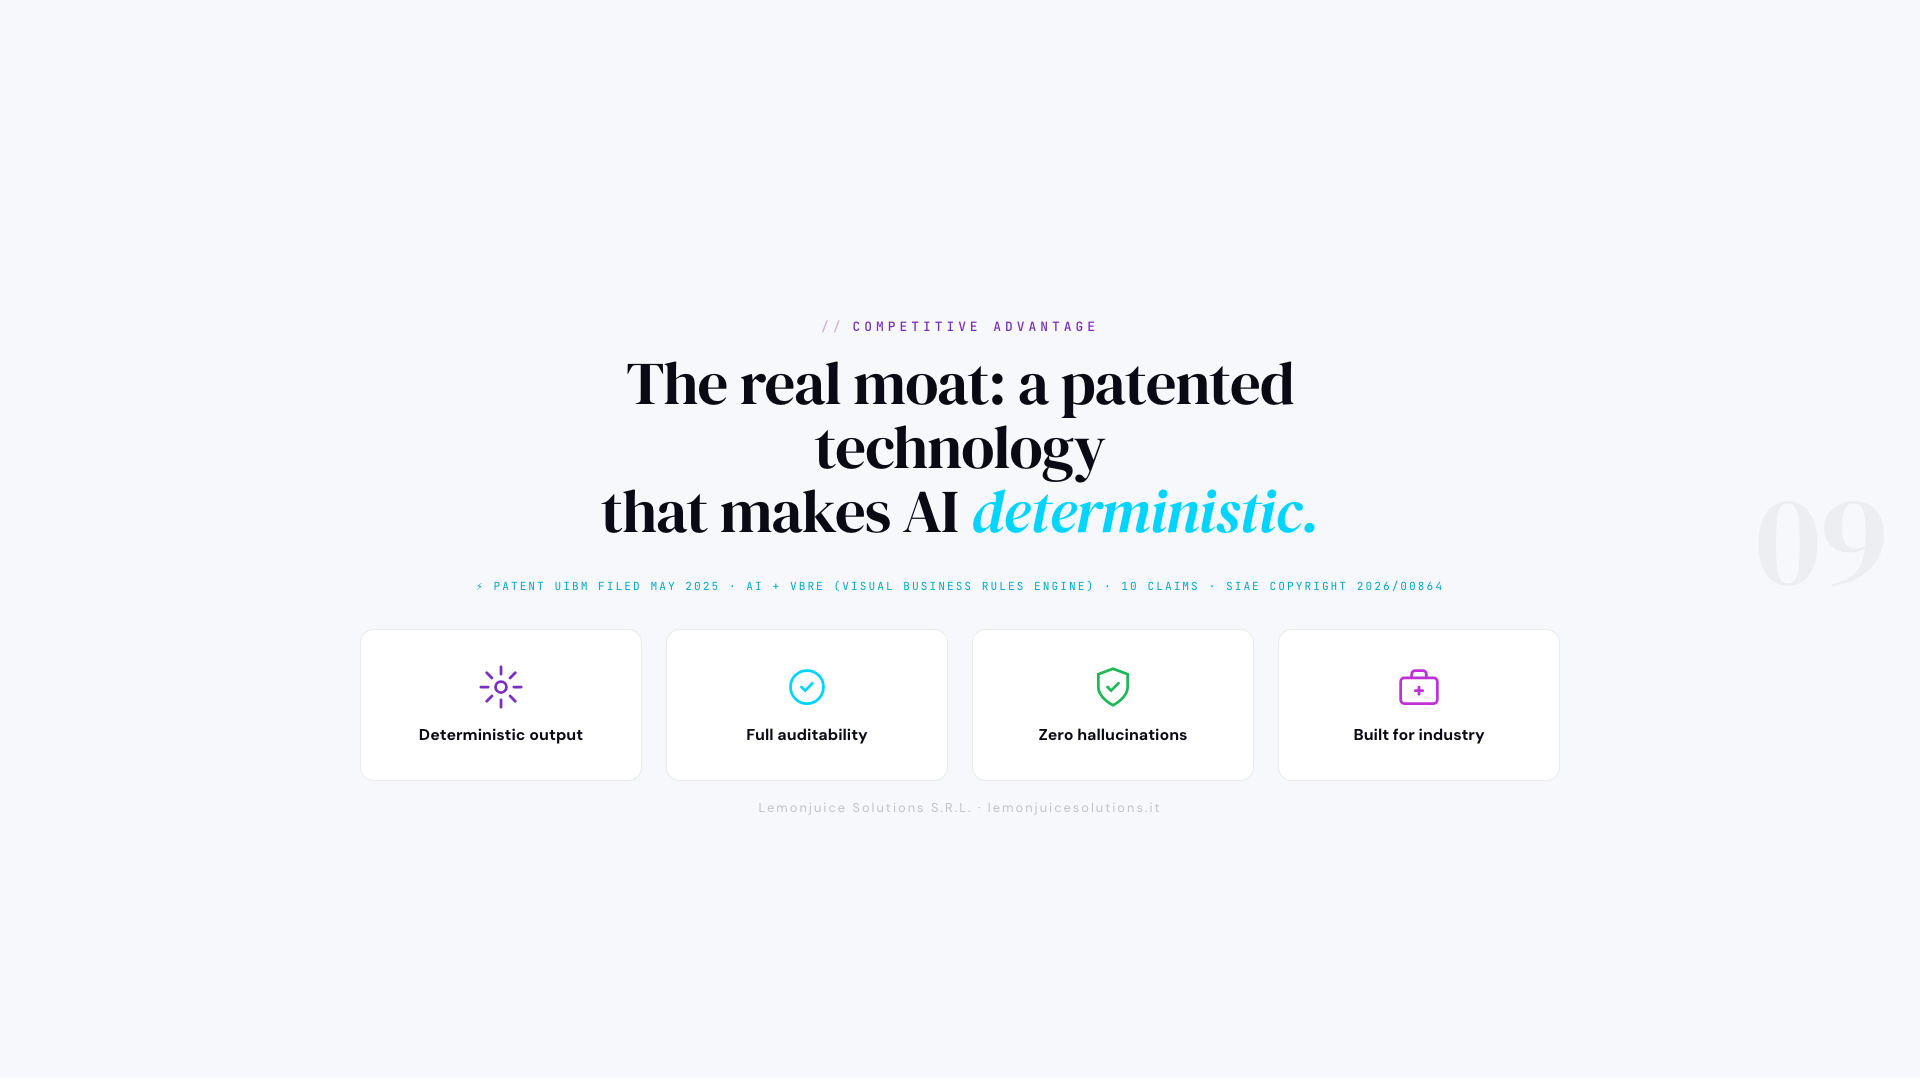 // COMPETITIVE ADVANTAGE
The real moat: a patented
technology
that makes AI deterministic.
⚡ PATENT UIBM FILED MAY 2025 · AI + VBRE (VISUAL BUSINESS RULES ENGINE) · 10 CLAIMS · SIAE COPYRIGHT 2026/00864
09
Deterministic output
Full auditability
Zero hallucinations
Built for industry
Lemonjuice Solutions S.R.L. · lemonjuicesolutions.it